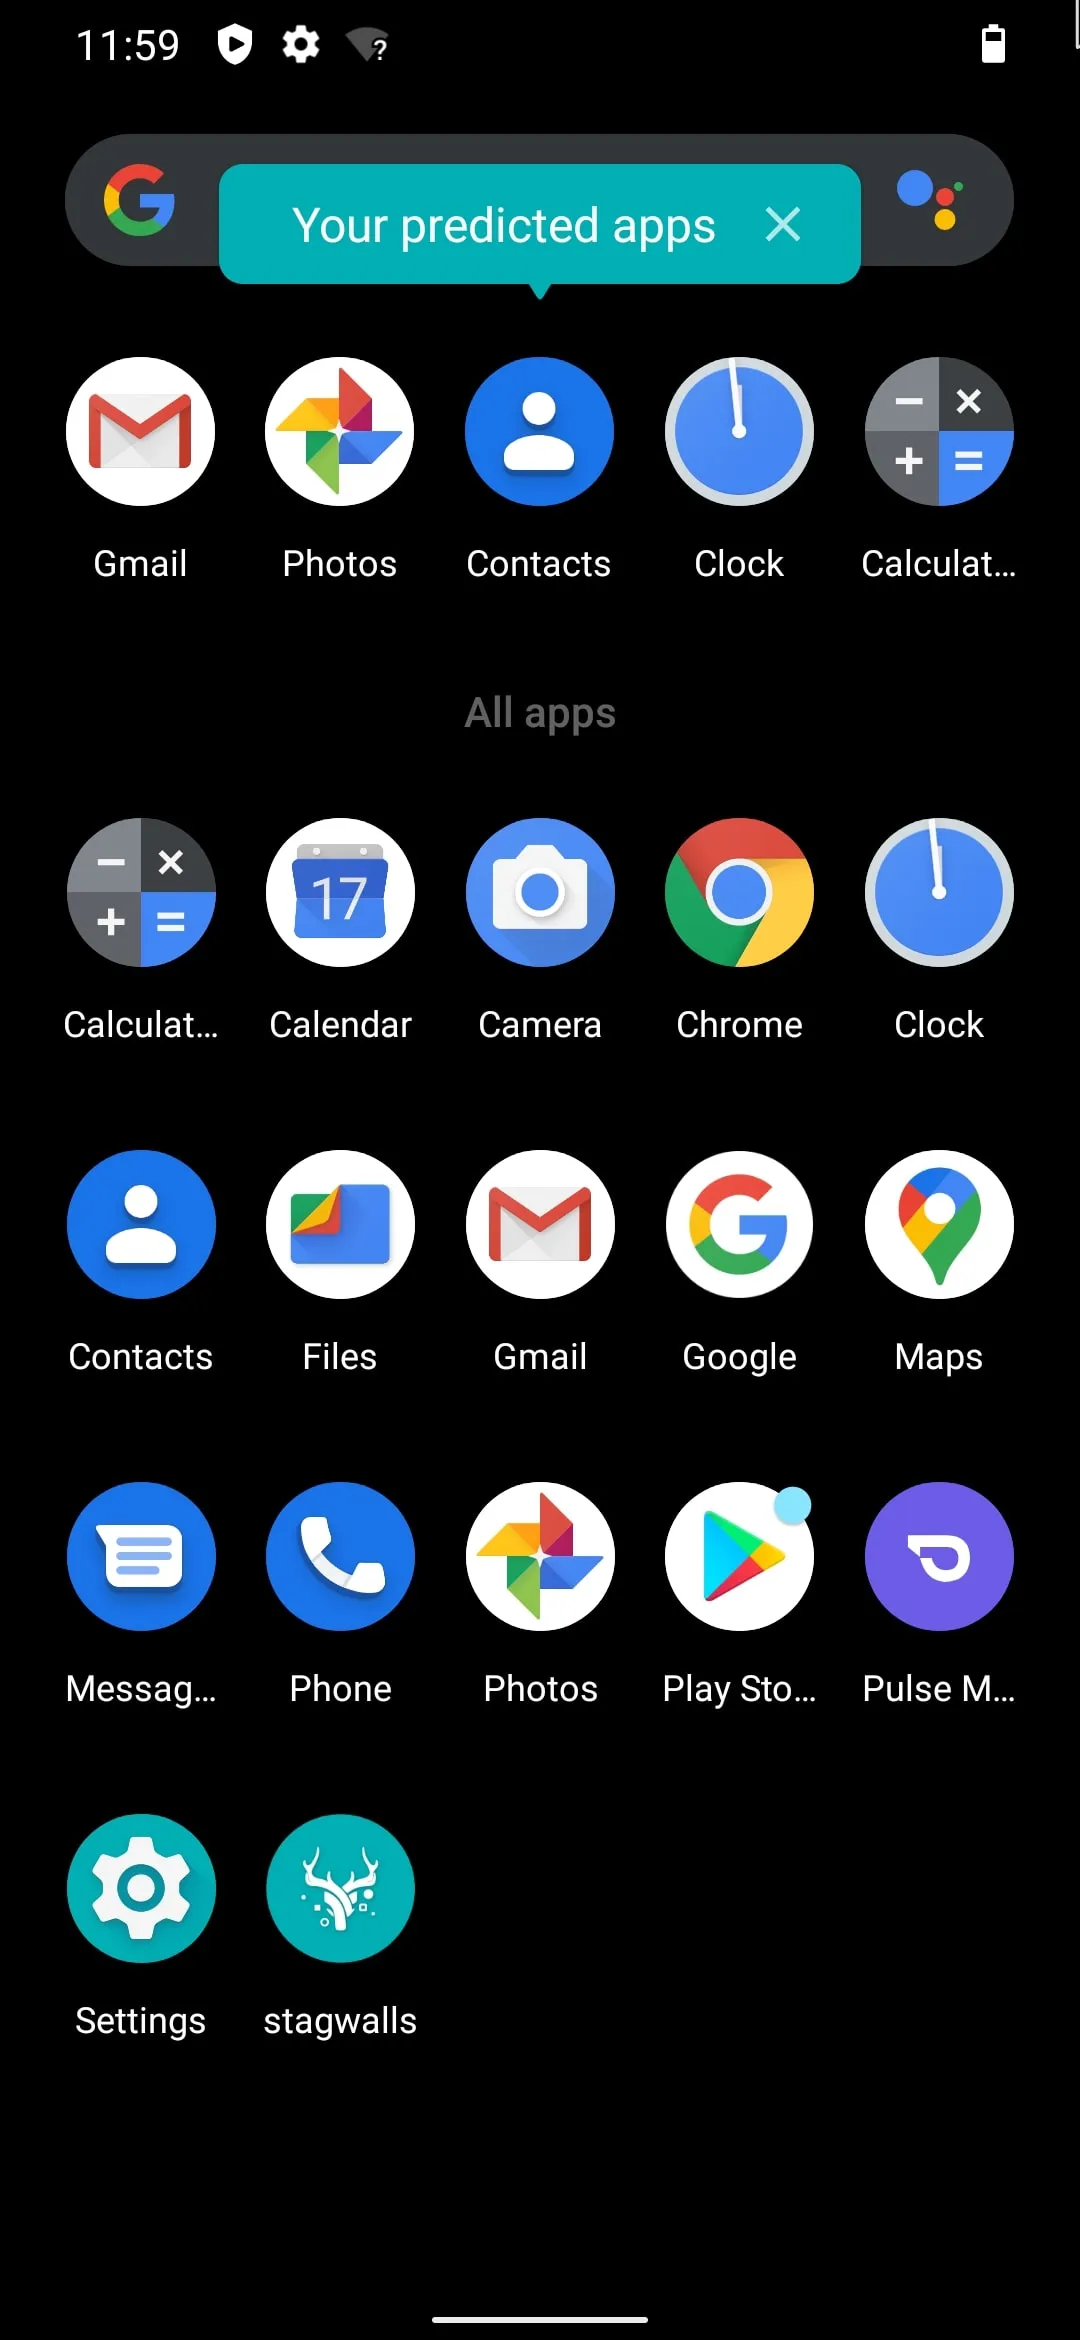 11:59
Your predicted apps
Gmail Photos Contacts Clock Calculat...
All apps
17
Calculat... Calendar Camera Chrome Clock
Contacts Files Gmail Google Maps
Messag... Phone Photos Play Sto... Pulse M...
Settings stagwalls